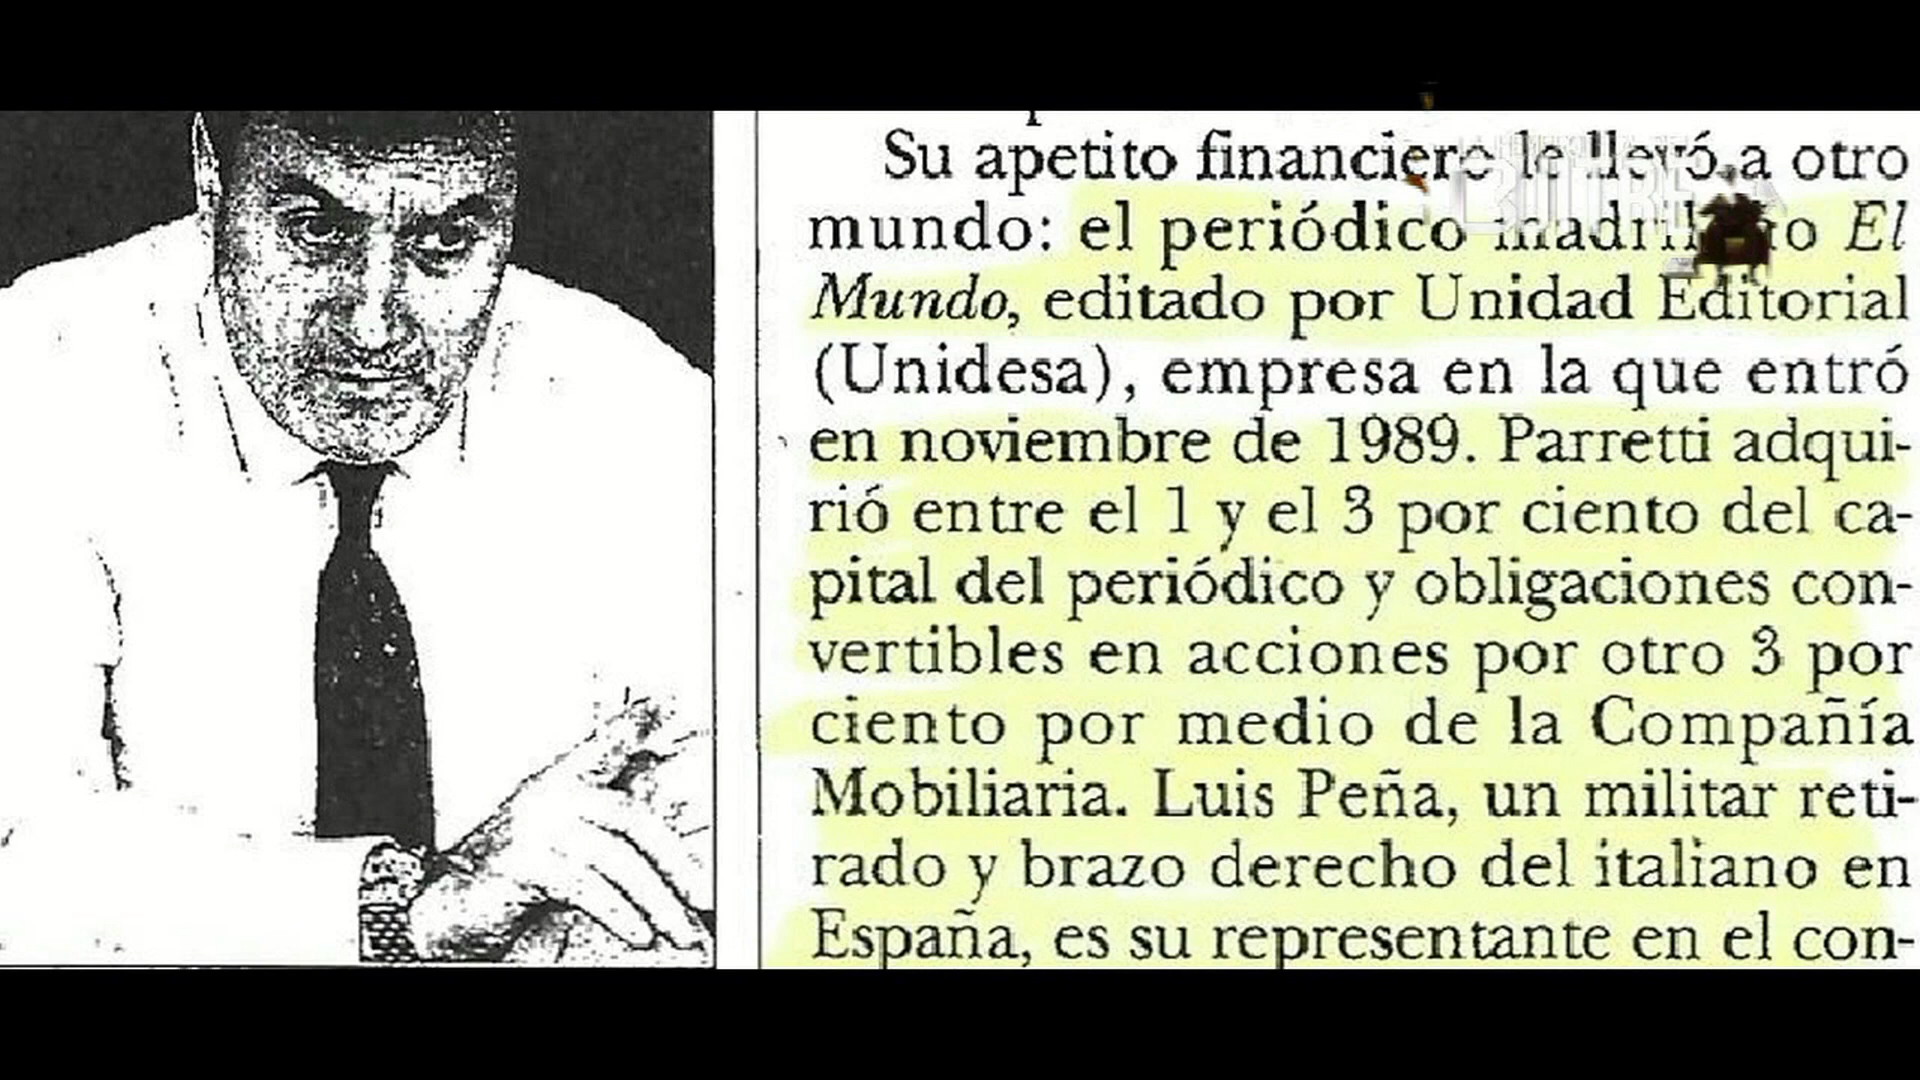 Su apetito financiero le llevó a otro
mundo: el periódico madrileño El
Mundo, editado por Unidad Editorial
(Unidesa), empresa en la que entró
en noviembre de 1989. Parretti adqui-
rió entre el 1 y el 3 por ciento del ca-
pital del periódico y obligaciones con-
vertibles en acciones por otro 3 por
ciento por medio de la Compañía
Mobiliaria. Luis Peña, un militar reti-
rado y brazo derecho del italiano en
España, es su representante en el con-